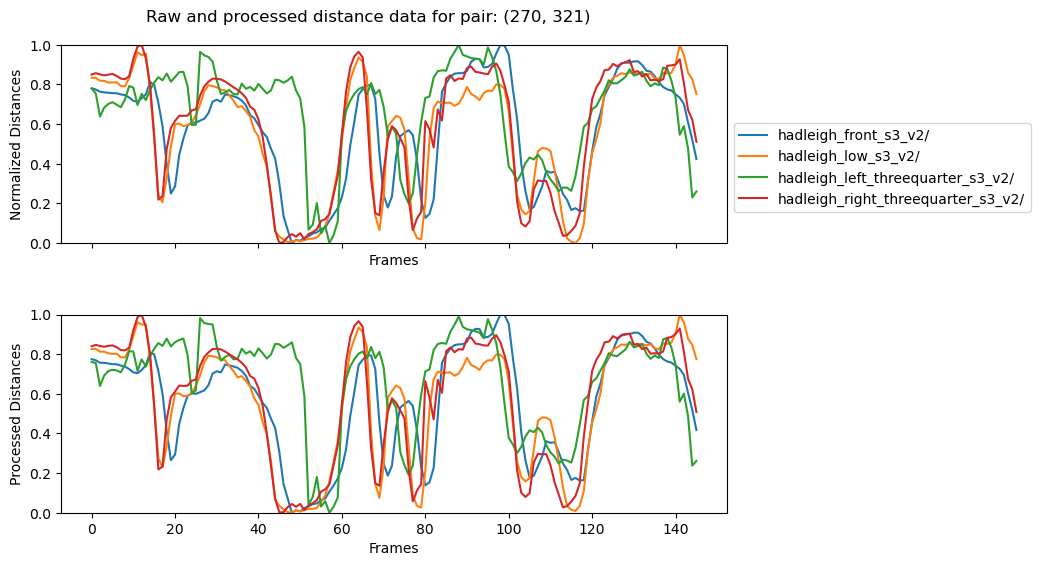 Raw and processed distance data for pair: (270, 321)
Normalized Distances
1.0
0.8
0.6
0.4
0.2
0.0
Frames
hadleigh_front_s3_v2/
hadleigh_low_s3_v2/
hadleigh_left_threequarter_s3_v2/
hadleigh_right_threequarter_s3_v2/
Processed Distances
1.0
0.8
0.6
0.4
0.2
0.0
0 20 40 60 80 100 120 140
Frames